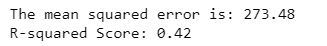 The mean squared error is: 273.48
R-squared Score: 0.42